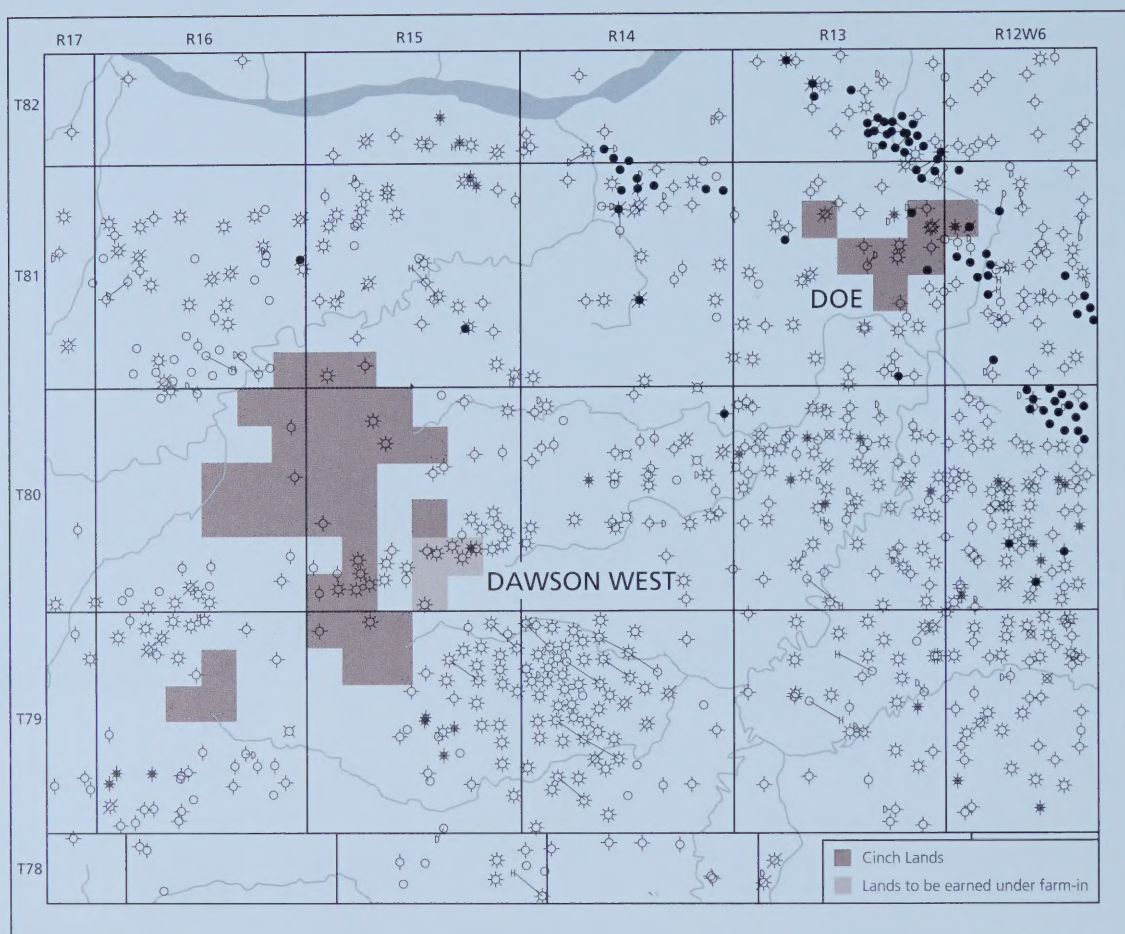 R17 R16 R15 R14 R13 R12W6
T82
T81
DOE
T80
DAWSON WEST
T79
T78
Cinch Lands
Lands to be earned under farm-in